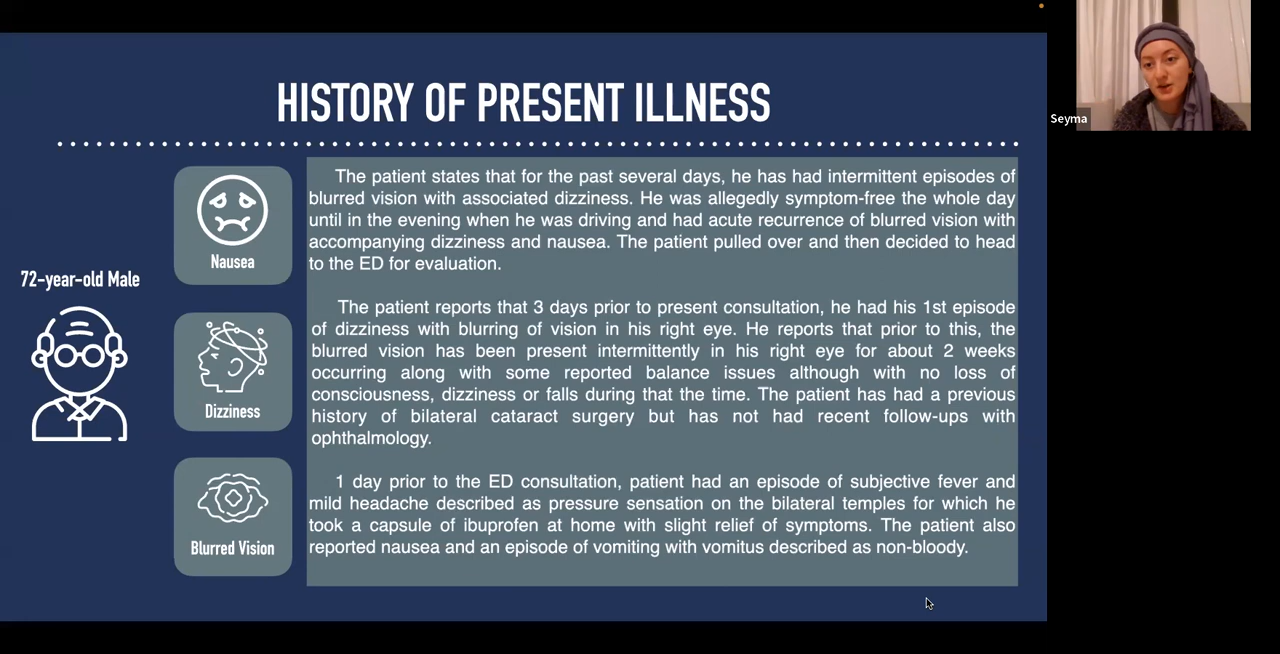 HISTORY OF PRESENT ILLNESS
Seyma
72-year-old Male
Nausea
Dizziness
Blurred Vision
The patient states that for the past several days, he has had intermittent episodes of
blurred vision with associated dizziness. He was allegedly symptom-free the whole day
until in the evening when he was driving and had acute recurrence of blurred vision with
accompanying dizziness and nausea. The patient pulled over and then decided to head
to the ED for evaluation.
The patient reports that 3 days prior to present consultation, he had his 1st episode
of dizziness with blurring of vision in his right eye. He reports that prior to this, the
blurred vision has been present intermittently in his right eye for about 2 weeks
occurring along with some reported balance issues although with no loss of
consciousness, dizziness or falls during that the time. The patient has had a previous
history of bilateral cataract surgery but has not had recent follow-ups with
ophthalmology.
1 day prior to the ED consultation, patient had an episode of subjective fever and
mild headache described as pressure sensation on the bilateral temples for which he
took a capsule of ibuprofen at home with slight relief of symptoms. The patient also
reported nausea and an episode of vomiting with vomitus described as non-bloody.